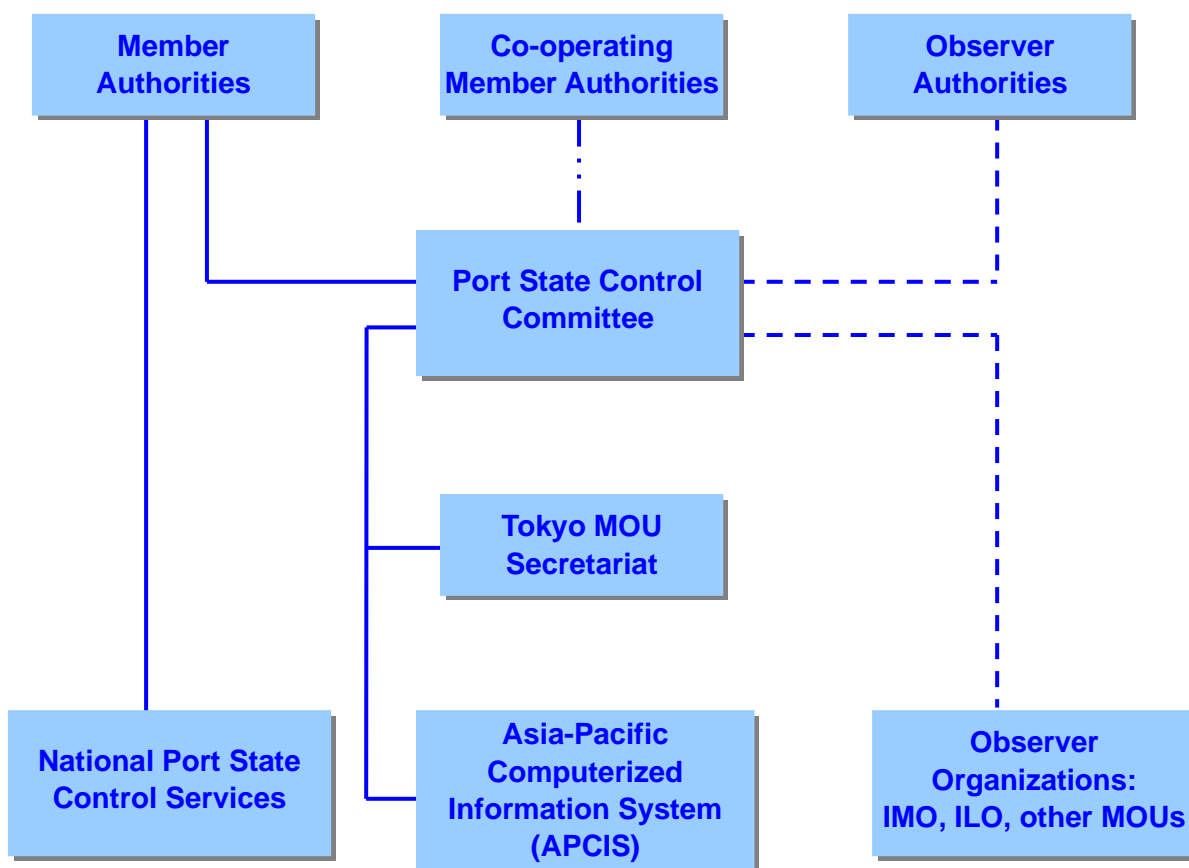 Member
Authorities
Co-operating
Member Authorities
Observer
Authorities
Port State Control
Committee
Tokyo MOU
Secretariat
National Port State
Control Services
Asia-Pacific
Computerized
Information System
(APCIS)
Observer
Organizations:
IMO, ILO, other MOUs